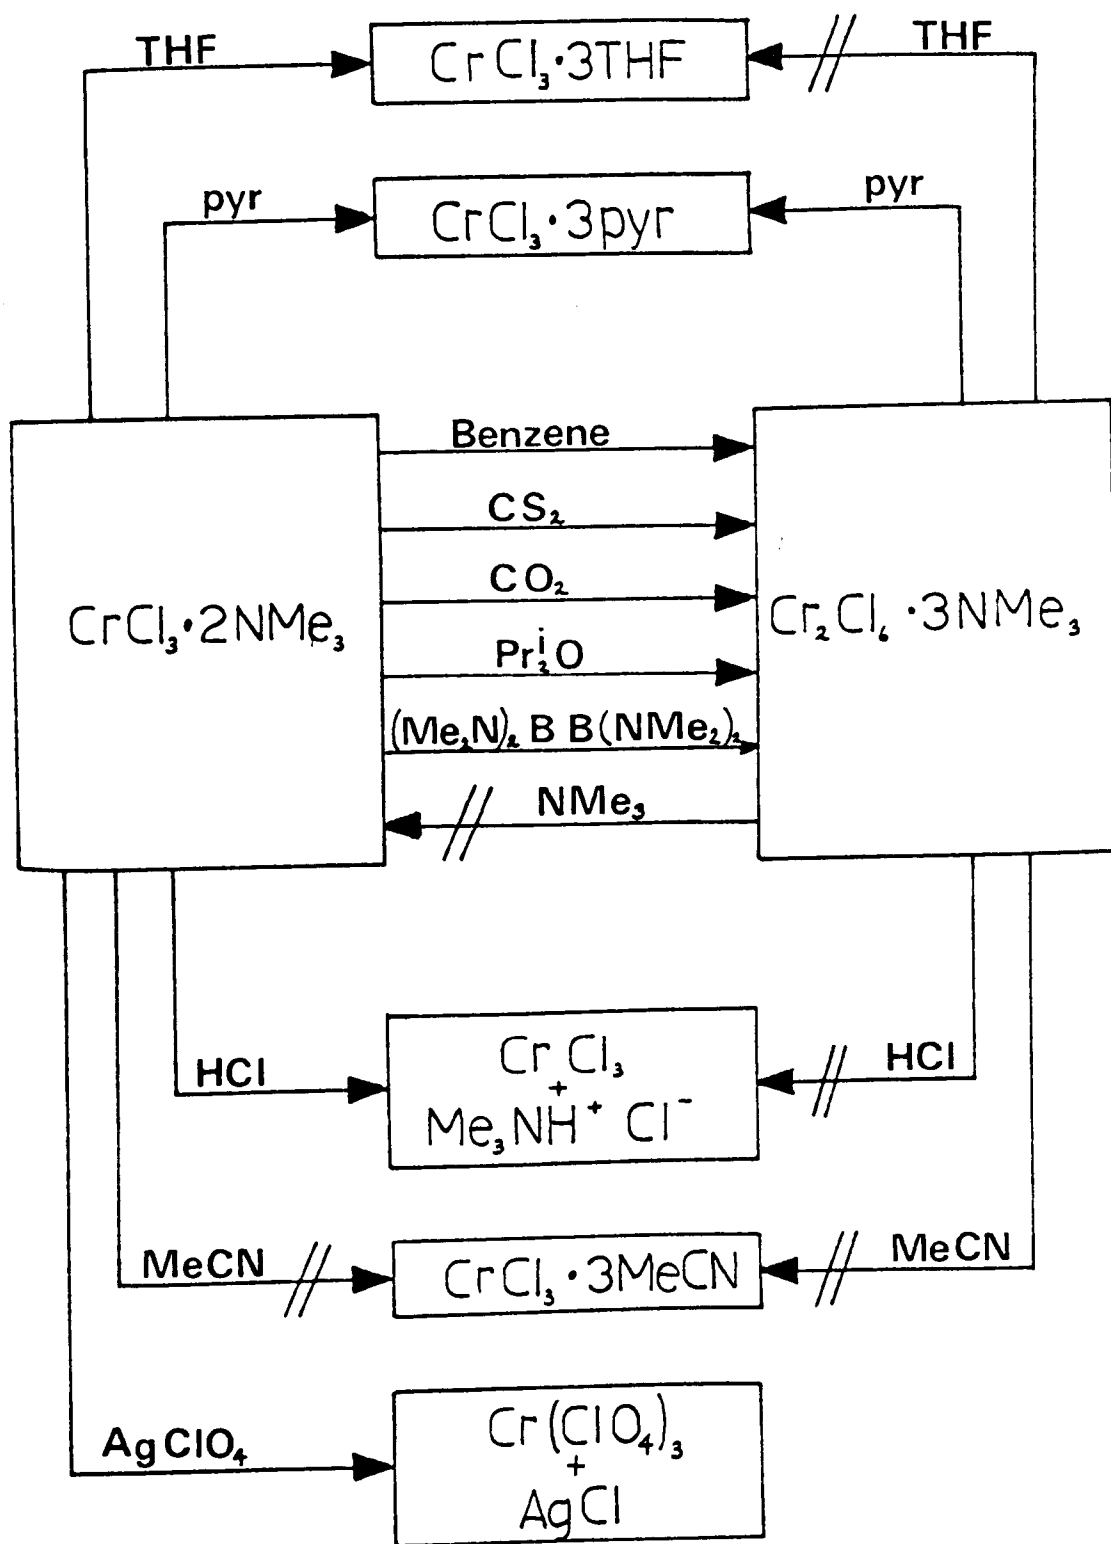 THF
CrCl₃·3THF
THF
pyr
CrCl₃·3pyr
pyr
Benzene
CS₂
CO₂
Prⁱ₂O
(Me₂N)₂ B B(NMe₂)₂
NMe₃
CrCl₃·2NMe₃
Cr₂Cl₆·3NMe₃
HCl
CrCl₃
+
Me₃NH⁺ Cl⁻
HCl
MeCN
CrCl₃·3MeCN
MeCN
AgClO₄
Cr(ClO₄)₃
+
AgCl